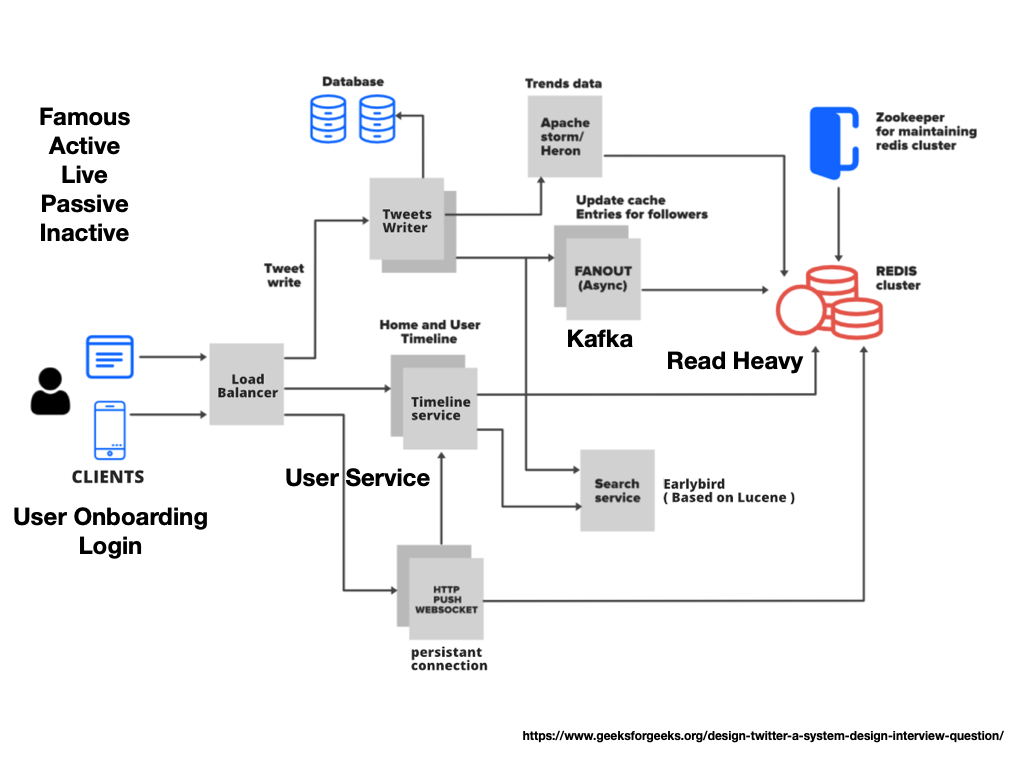 Famous
Active
Live
Passive
Inactive
Database
Trends data
Apache
storm/
Heron
Zookeeper
for maintaining
redis cluster
Tweets
Writer
Update cache
Entries for followers
Tweet
write
FANOUT
(Async)
REDIS
cluster
Kafka
Home and User
Timeline
Read Heavy
Load
Balancer
Timeline
service
CLIENTS
User Service
Search
service
Earlybird
( Based on Lucene )
User Onboarding
Login
HTTP
PUSH
WEBSOCKET
persistant
connection
https://www.geeksforgeeks.org/design-twitter-a-system-design-interview-question/